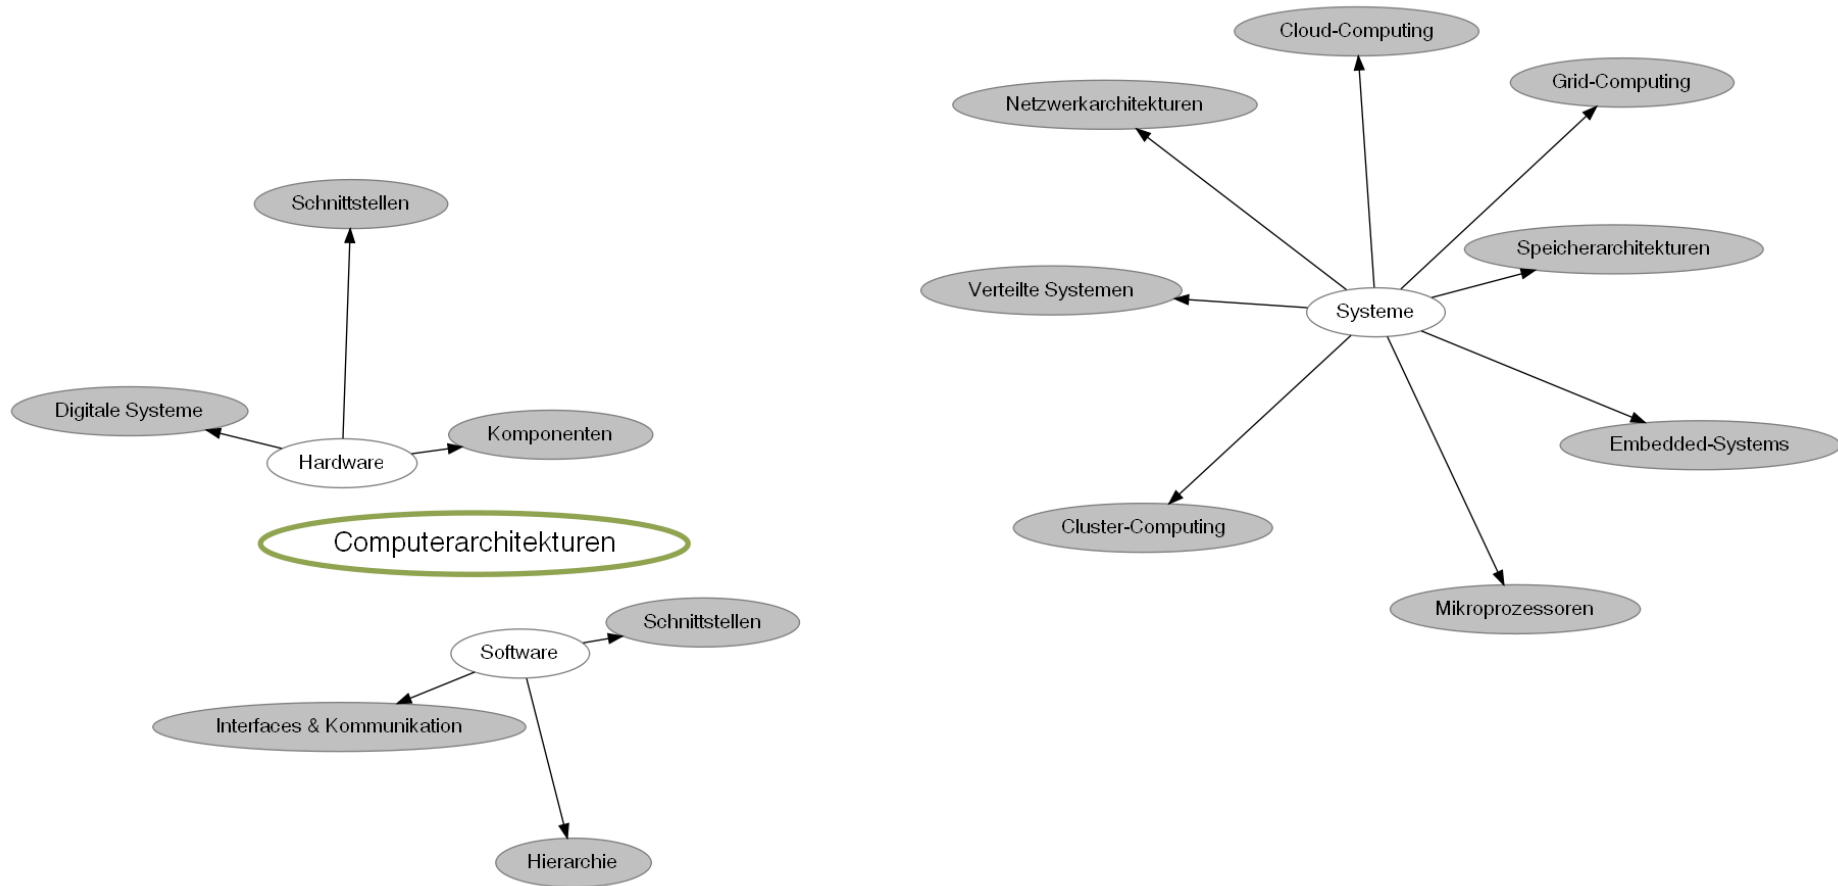 Cloud-Computing
Grid-Computing
Netzwerkarchitekturen
Schnittstellen
Speicherarchitekturen
Verteilte Systemen
Systeme
Digitale Systeme
Komponenten
Hardware
Embedded-Systems
Cluster-Computing
Computerarchitekturen
Mikroprozessoren
Schnittstellen
Software
Interfaces & Kommunikation
Hierarchie